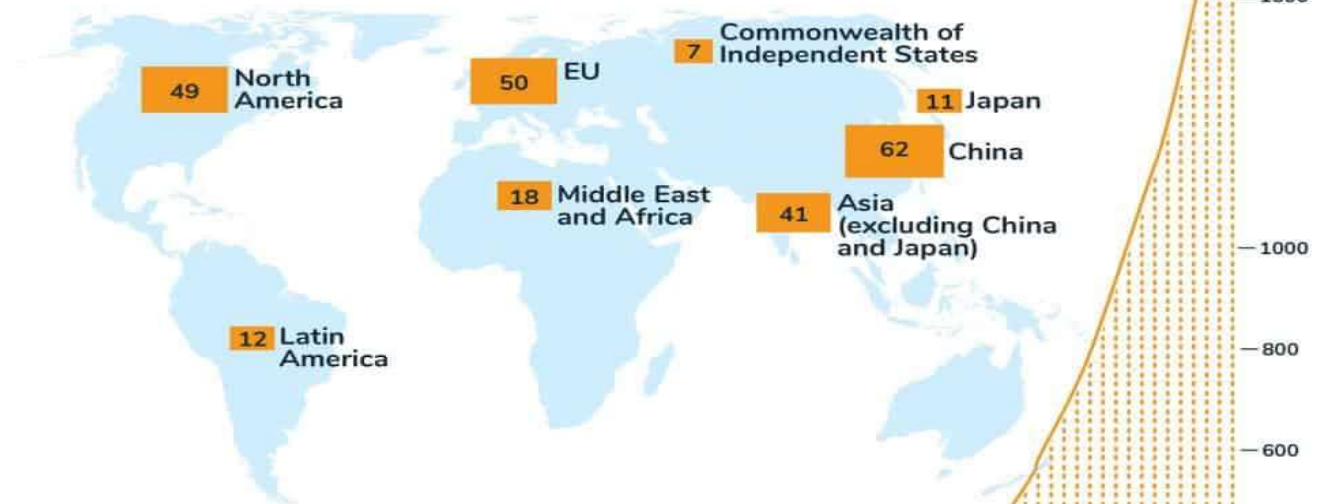 Commonwealth of
7 Independent States
49 North
America
50 EU
11 Japan
62 China
18 Middle East
and Africa
41 Asia
(excluding China
and Japan)
1000
12 Latin
America
800
600